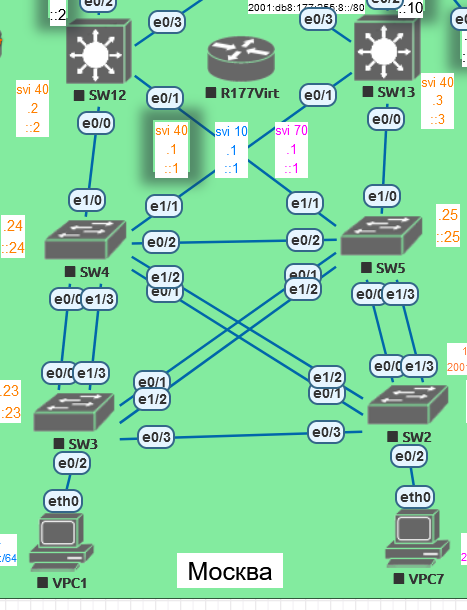 e0/2
2001:db8:177:255:8::/80
::2
e0/3
e0/3
::10
SW12
R177Virt
SW13
svi 40
.2
::2
e0/1
e0/1
svi 40
.3
::3
e0/0
svi 40
.1
::1
svi 10
.1
::1
svi 70
.1
::1
e0/0
e1/0
e1/1
e1/1
e1/0
.24
::24
e0/2
e0/2
.25
::25
SW4
SW5
e1/2
e0/1
e0/1
e1/2
e0/0
e1/3
e0/0
e1/3
e0/0
e1/3
e0/1
e1/2
e1/2
e0/1
e0/0
e1/3
.23
:23
SW3
e0/3
e0/3
SW2
e0/2
e0/2
eth0
eth0
:/64
VPC1
Москва
VPC7